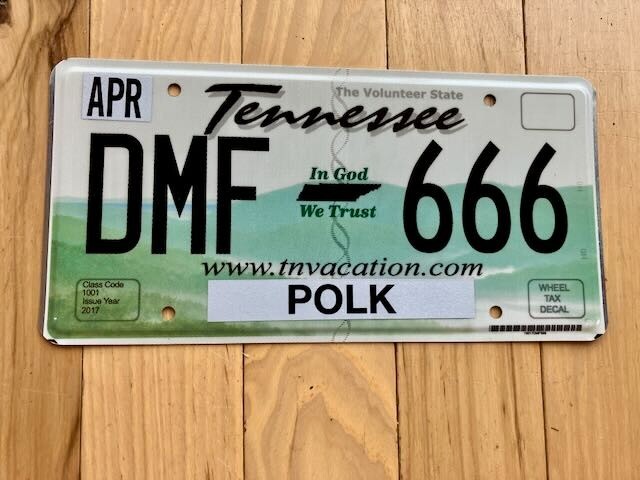 APR
The Volunteer State
Tennessee
DMF 666
In God
We Trust
www.tnvacation.com
Class Code
1001
Issue Year
2017
POLK
WHEEL
TAX
DECAL